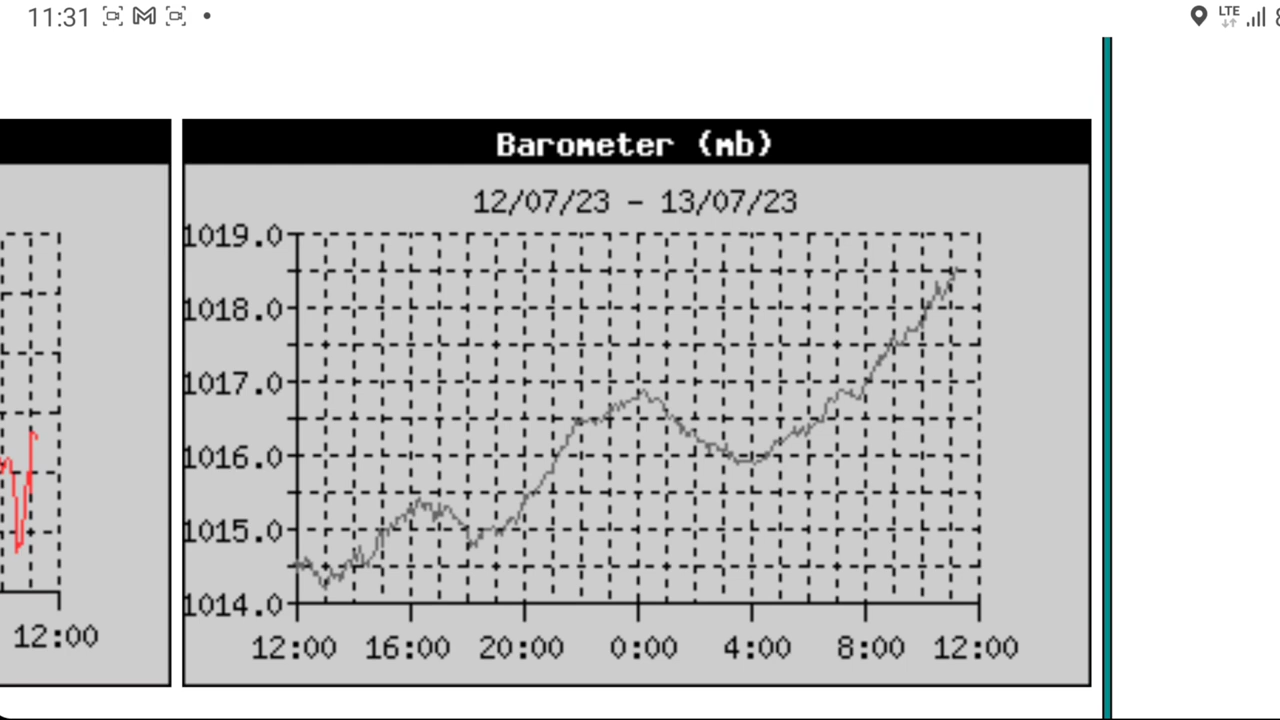 11:31
LTE
Barometer (mb)
12/07/23 – 13/07/23
1019.0
1018.0
1017.0
1016.0
1015.0
1014.0
12:00 16:00 20:00 0:00 4:00 8:00 12:00
12:00